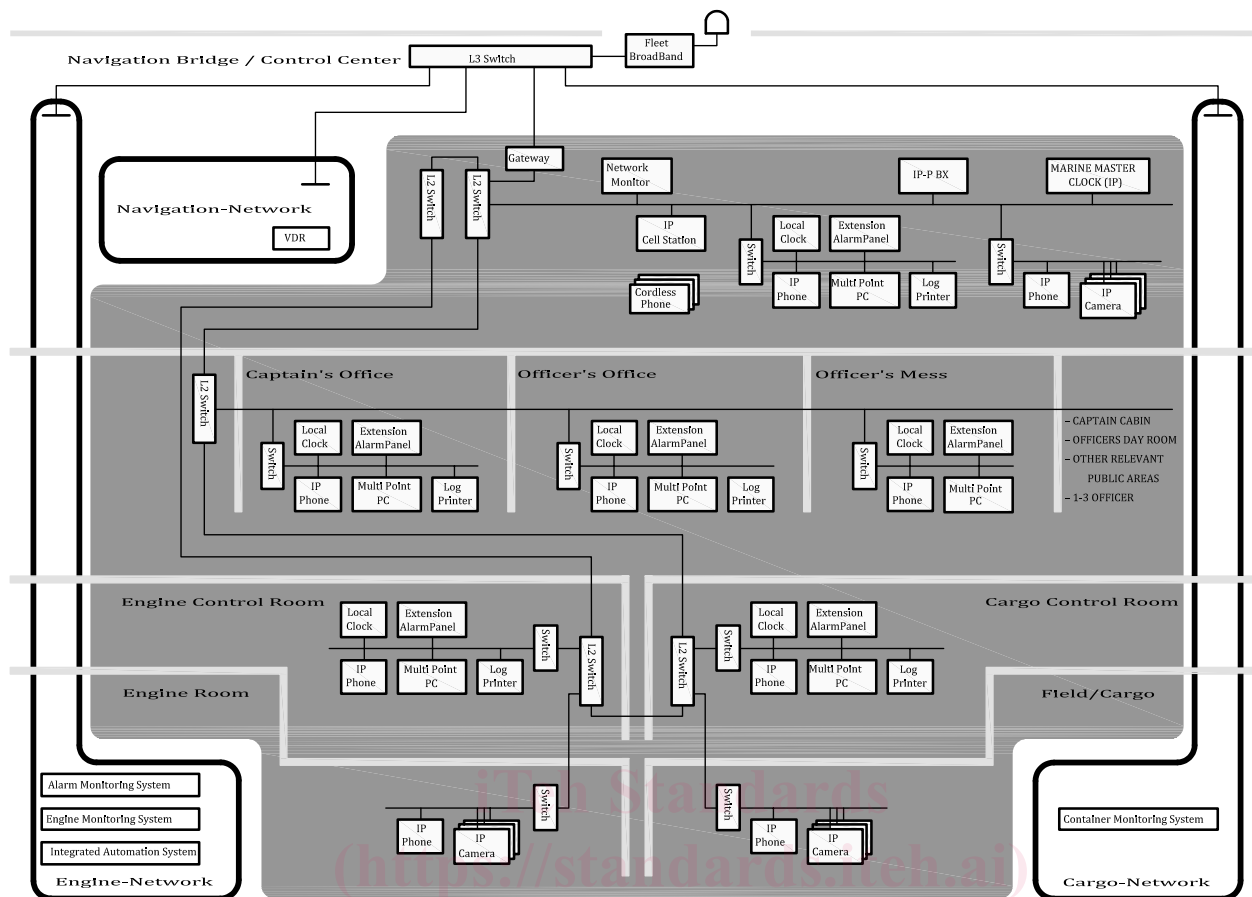 Fleet
BroadBand
Navigation Bridge / Control Center
L3 Switch
Gateway
L2 Switch
L2 Switch
Network
Monitor
IP-P BX
MARINE MASTER
CLOCK (IP)
Navigation-Network
VDR
IP
Cell Station
Switch
Local
Clock
Extension
AlarmPanel
Switch
Cordless
Phone
IP
Phone
Multi Point
PC
Log
Printer
IP
Phone
IP
Camera
L2 Switch
Captain's Office
Officer's Office
Officer's Mess
Switch
Local
Clock
Extension
AlarmPanel
IP
Phone
Multi Point
PC
Log
Printer
Switch
Local
Clock
Extension
AlarmPanel
IP
Phone
Multi Point
PC
Log
Printer
Switch
Local
Clock
Extension
AlarmPanel
IP
Phone
Multi Point
PC
– CAPTAIN CABIN
– OFFICERS DAY ROOM
– OTHER RELEVANT
PUBLIC AREAS
– 1-3 OFFICER
Engine Control Room
Local
Clock
Extension
AlarmPanel
Switch
L2 Switch
IP
Phone
Multi Point
PC
Log
Printer
Cargo Control Room
L2 Switch
Switch
Local
Clock
Extension
AlarmPanel
IP
Phone
Multi Point
PC
Log
Printer
Engine Room
Field/Cargo
Switch
IP
Phone
IP
Camera
Switch
IP
Phone
IP
Camera
Alarm Monitoring System
Engine Monitoring System
Integrated Automation System
Engine-Network
Container Monitoring System
Cargo-Network
iTeh Standards
(https://standards.iteh.ai)